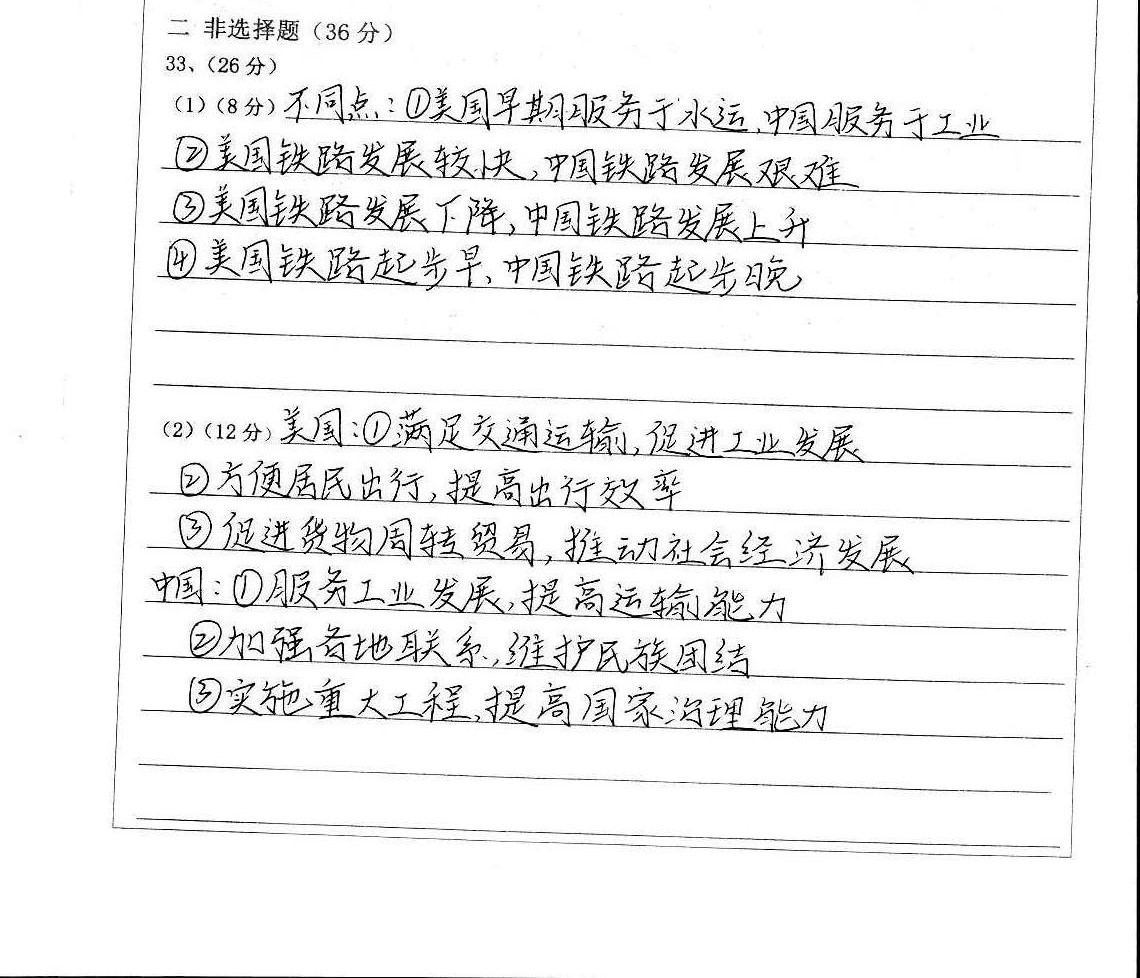 二 非选择题（36 分）
33、（26 分）
（1）（8 分）不同点：①美国早期服务于水运，中国服务于工业
②美国铁路发展较快，中国铁路发展艰难
③美国铁路发展下降，中国铁路发展上升
④美国铁路起步早、中国铁路起步晚
（2）（12 分）美国：①满足交通运输，促进工业发展
②方便居民出行，提高出行效率
③促进货物周转贸易，推动社会经济发展
中国：①服务工业发展，提高运输能力
②加强各地联系，维护民族团结
③实施重大工程，提高国家治理能力